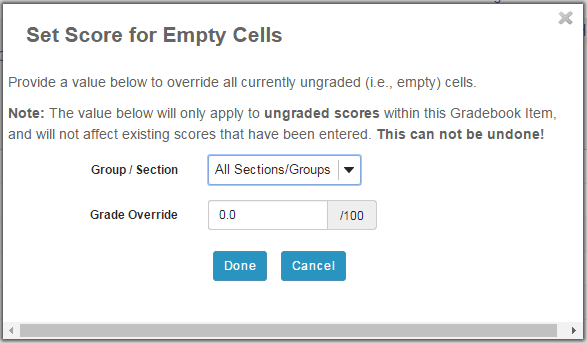 Set Score for Empty Cells
Provide a value below to override all currently ungraded (i.e., empty) cells.
Note: The value below will only apply to ungraded scores within this Gradebook Item,
and will not affect existing scores that have been entered. This can not be undone!
Group / Section All Sections/Groups
Grade Override 0.0 /100
Done Cancel